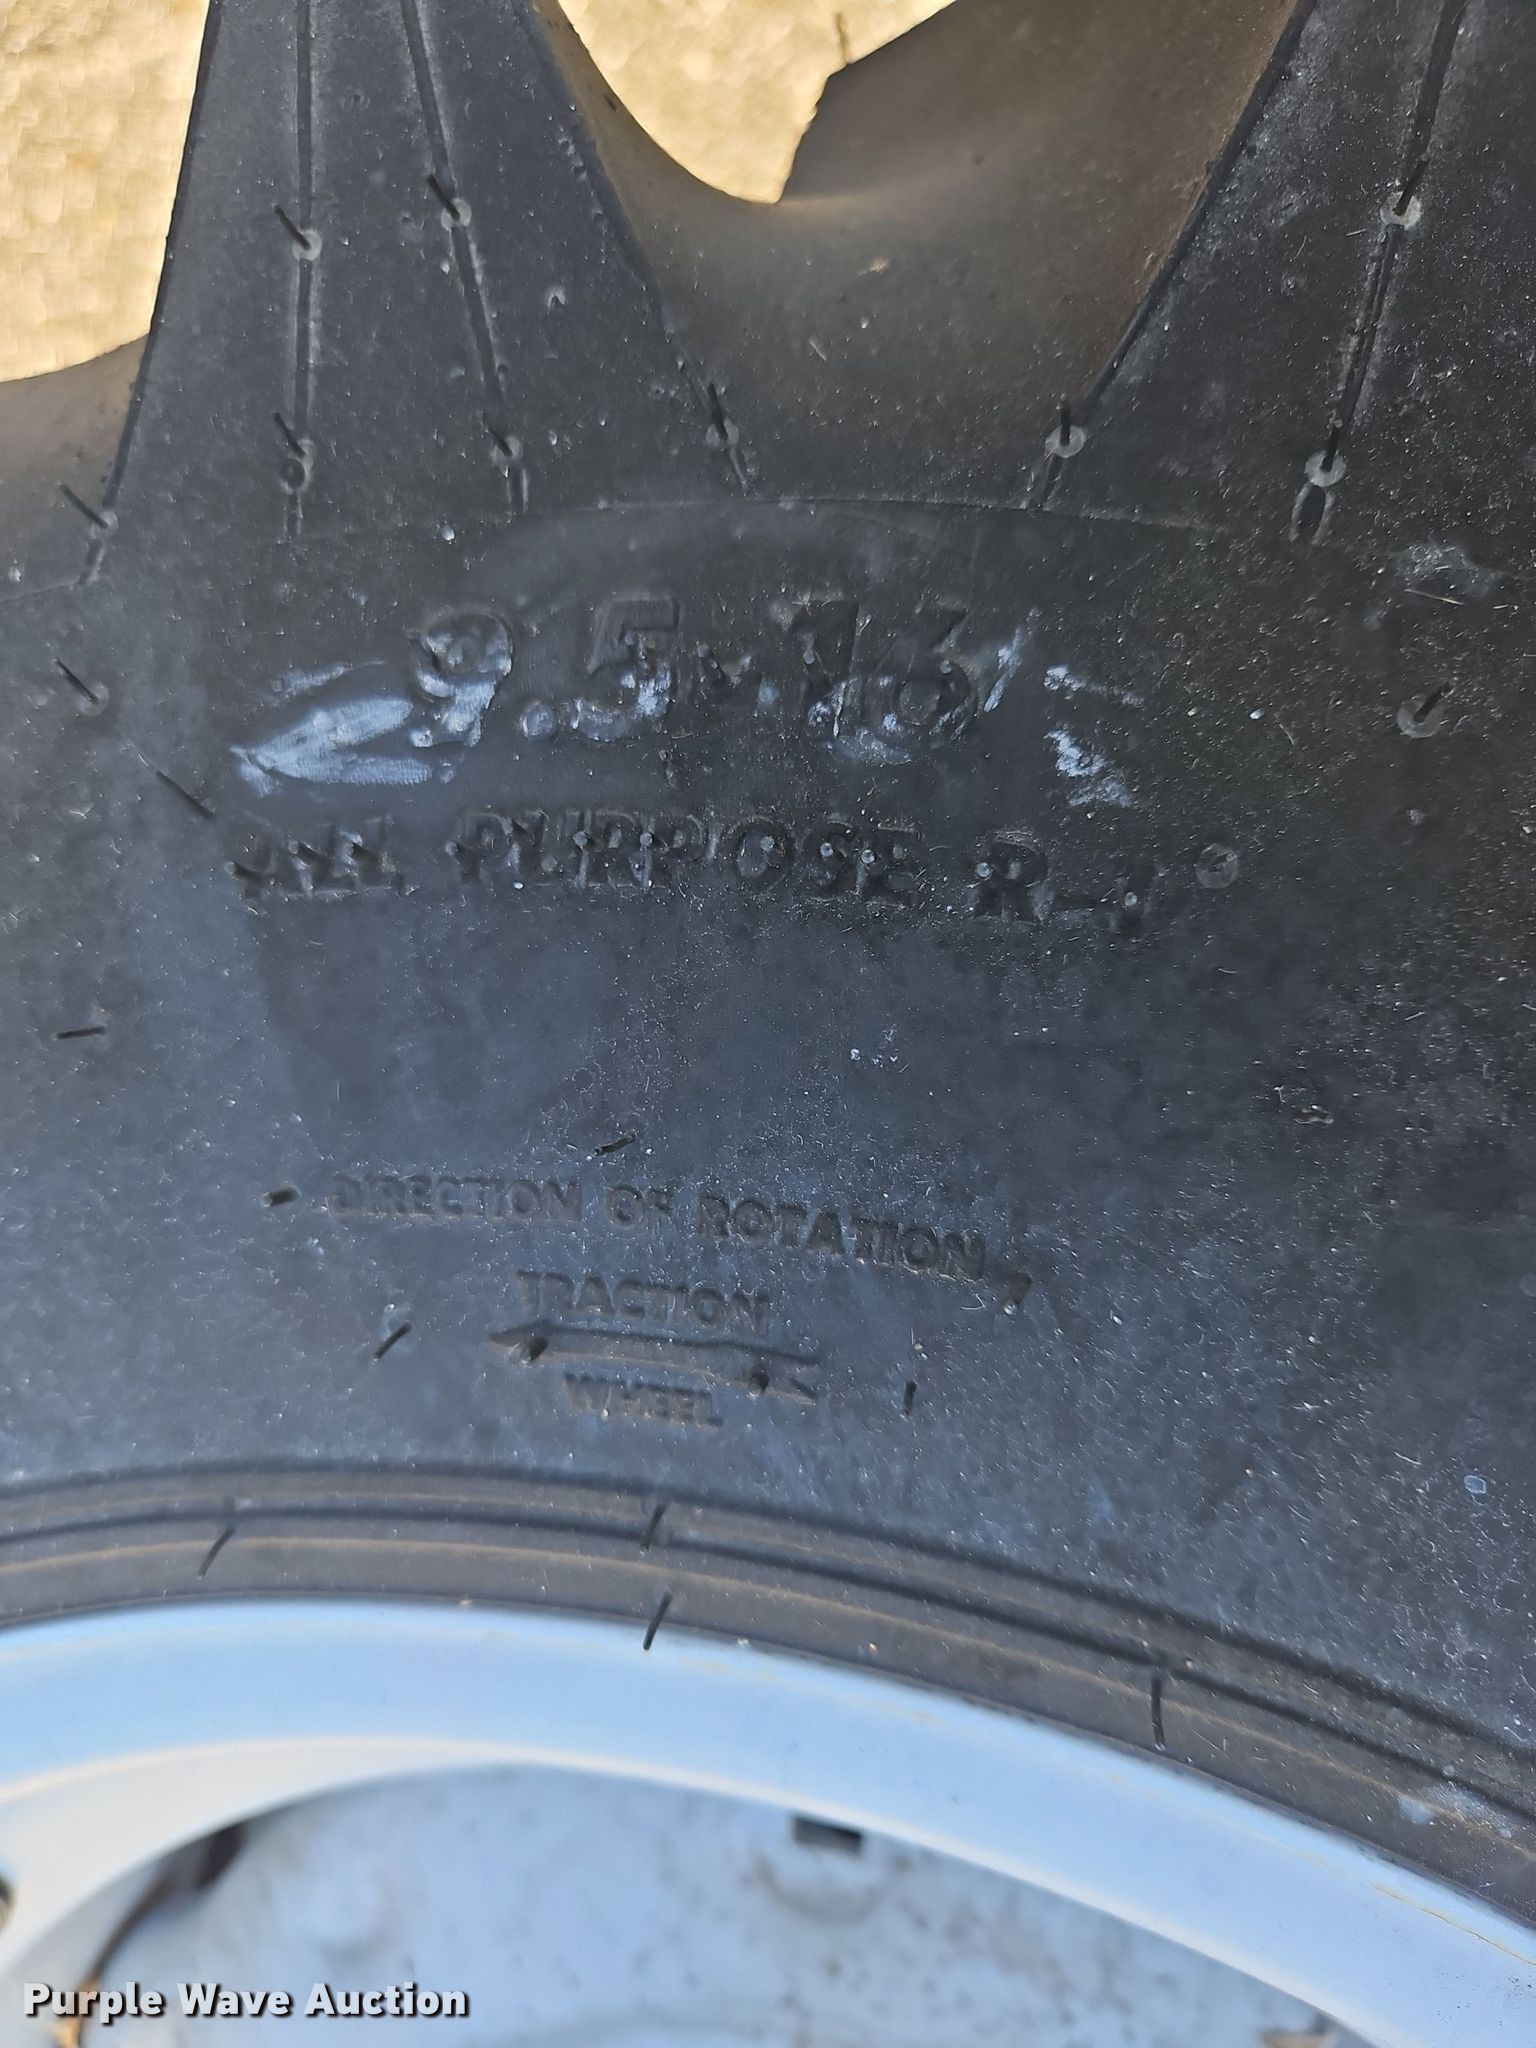 9.5-16
ALL PURPOSE R-1
DIRECTION OF ROTATION
TRACTION
WHEEL
Purple Wave Auction